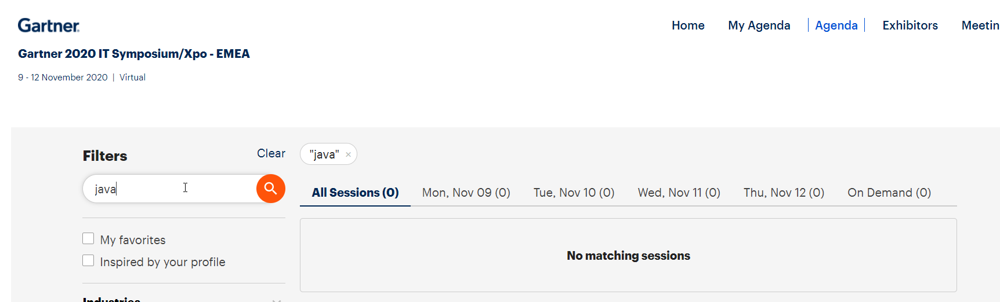 Gartner
Home My Agenda Agenda Exhibitors Meetin
Gartner 2020 IT Symposium/Xpo - EMEA
9 - 12 November 2020 | Virtual
Filters Clear
"java" ×
java
All Sessions (0) Mon, Nov 09 (0) Tue, Nov 10 (0) Wed, Nov 11 (0) Thu, Nov 12 (0) On Demand (0)
My favorites
No matching sessions
Inspired by your profile
Industries